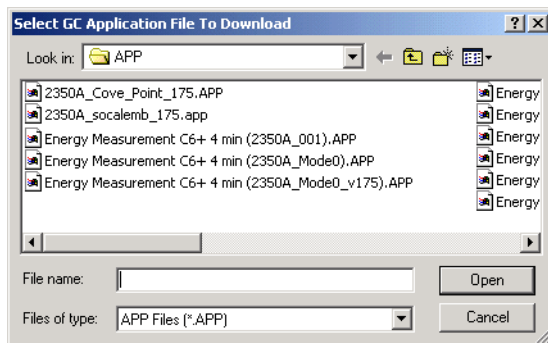 Select GC Application File To Download
Look in: APP
2350A_Cove_Point_175.APP
2350A_socalemb_175.app
Energy Measurement C6+ 4 min (2350A_001).APP
Energy Measurement C6+ 4 min (2350A_Mode0).APP
Energy Measurement C6+ 4 min (2350A_Mode0_v175).APP
Energy
Energy
Energy
Energy
Energy
Energy
File name:
Open
Files of type: APP Files (*.APP)
Cancel